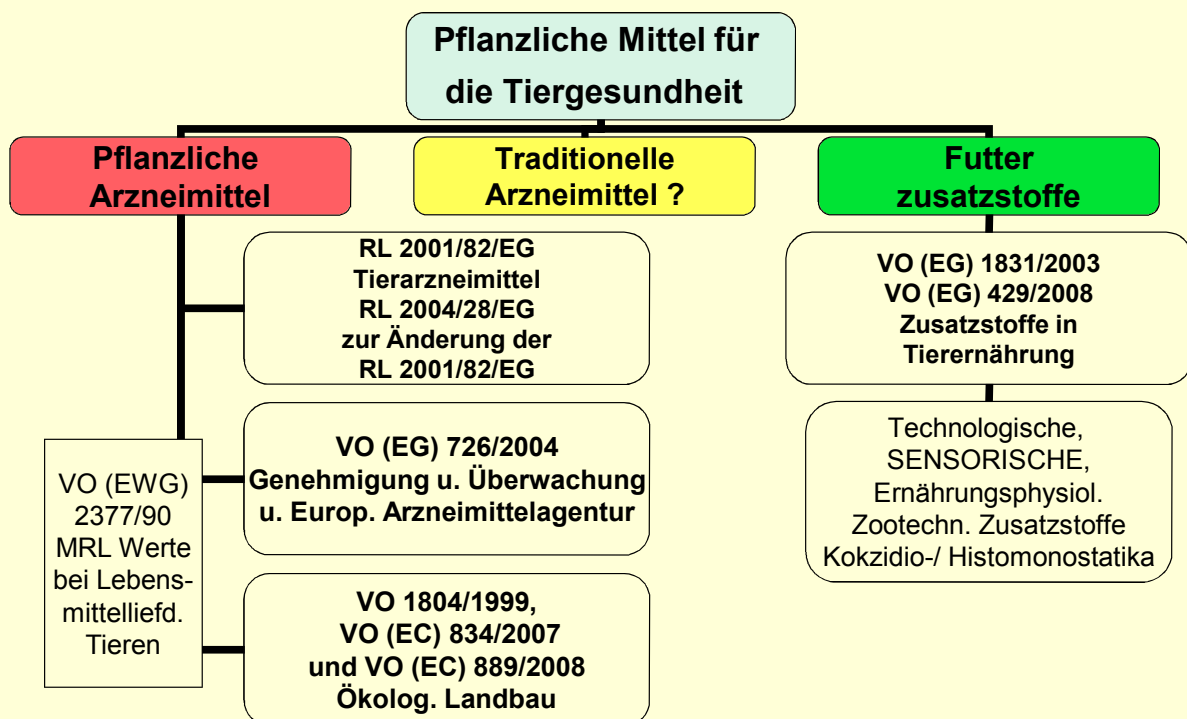 Pflanzliche Mittel für
die Tiergesundheit
Pflanzliche
Arzneimittel
Traditionelle
Arzneimittel ?
Futter
zusatzstoffe
RL 2001/82/EG
Tierarzneimittel
RL 2004/28/EG
zur Änderung der
RL 2001/82/EG
VO (EG) 1831/2003
VO (EG) 429/2008
Zusatzstoffe in
Tierernährung
VO (EWG)
2377/90
MRL Werte
bei Lebens-
mittelliefd.
Tieren
VO (EG) 726/2004
Genehmigung u. Überwachung
u. Europ. Arzneimittelagentur
Technologische,
SENSORISCHE,
Ernährungsphysiol.
Zootechn. Zusatzstoffe
Kokzidio-/ Histomonostatika
VO 1804/1999,
VO (EC) 834/2007
und VO (EC) 889/2008
Ökolog. Landbau